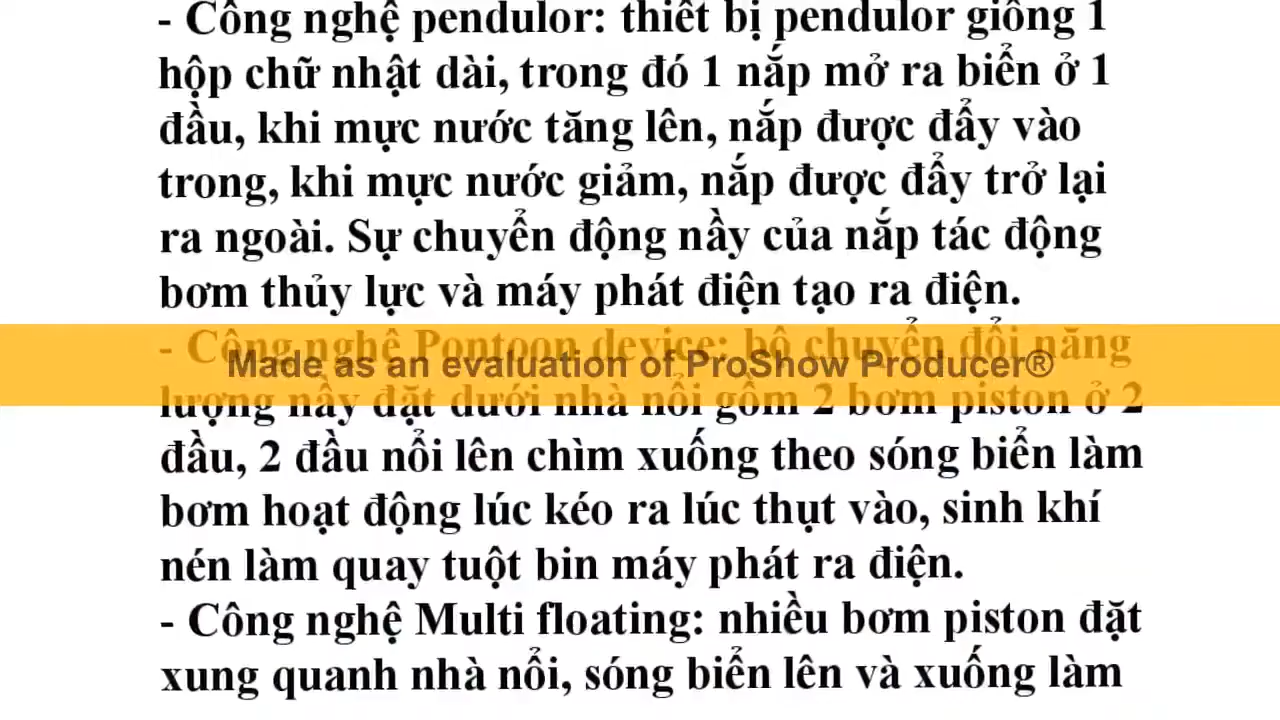 - Công nghệ pendulor: thiết bị pendulor giống 1
hộp chữ nhật dài, trong đó 1 nắp mở ra biển ở 1
đầu, khi mực nước tăng lên, nắp được đẩy vào
trong, khi mực nước giảm, nắp được đẩy trở lại
ra ngoài. Sự chuyển động nầy của nắp tác động
bơm thủy lực và máy phát điện tạo ra điện.
- Công nghệ Pontoon device: bộ chuyển đổi năng
Made as an evaluation of ProShow Producer®
lượng nầy đặt dưới nhà nổi gồm 2 bơm piston ở 2
đầu, 2 đầu nổi lên chìm xuống theo sóng biển làm
bơm hoạt động lúc kéo ra lúc thụt vào, sinh khí
nén làm quay tuột bin máy phát ra điện.
- Công nghệ Multi floating: nhiều bơm piston đặt
xung quanh nhà nổi, sóng biển lên và xuống làm